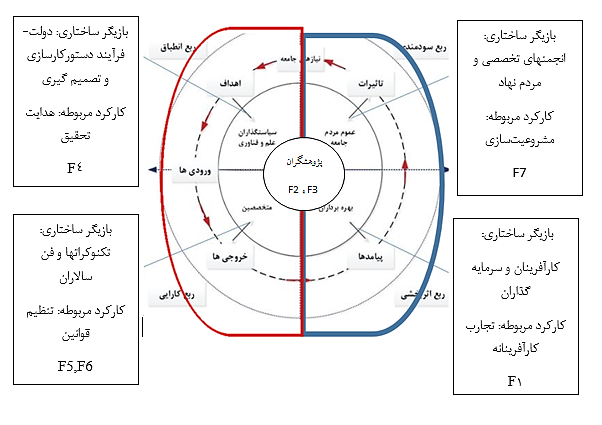 بازیگر ساختاری: دولت-
فرآیند دستورکارسازی
و تصمیم گیری
کارکرد مربوطه: هدایت
تحقیق
F٤
بازیگر ساختاری:
انجمنهای تخصصی و
مردم نهاد
کارکرد مربوطه:
مشروعیت‌سازی
F7
ربع سودمندی
ربع انطباق
نیازهای جامعه
تاثیرات
اهداف
عموم مردم
جامعه
سیاستگذاران
علم و فناوری
پژوهشگران
F2 و F3
ورودی ها
بهره برداران
متخصصین
پیامدها
خروجی ها
ربع اثربخشی
ربع کارایی
بازیگر ساختاری:
تکنوکراتها و فن
سالاران
کارکرد مربوطه: تنظیم
قوانین
F5,F6
بازیگر ساختاری:
کارآفرینان و سرمایه
گذاران
کارکرد مربوطه: تجارب
کارآفرینانه
F١